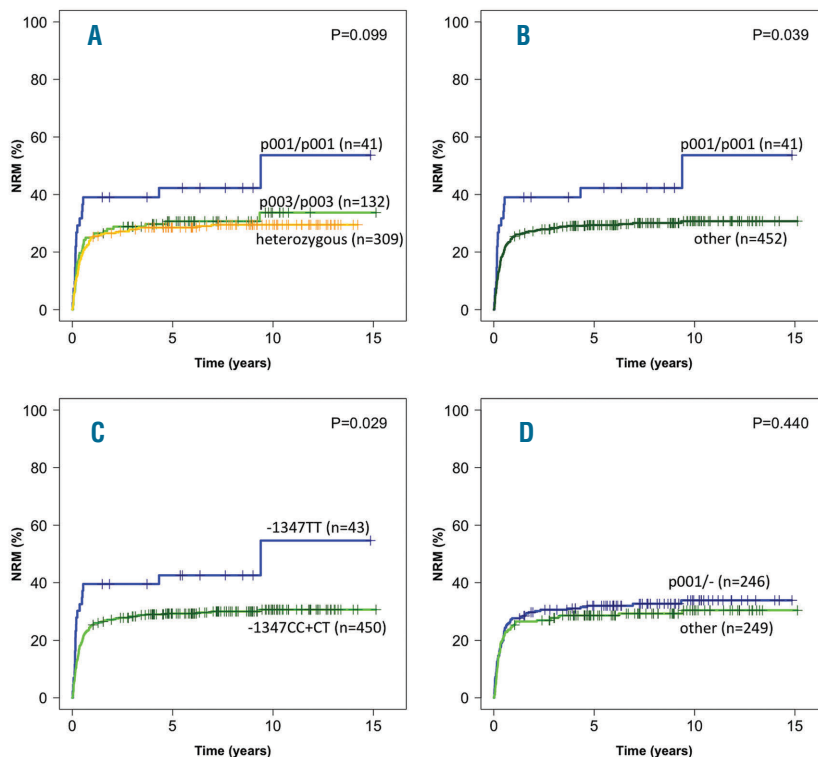 A
P=0.099
100
80
60
40
20
0
NRM (%)
p001/p001 (n=41)
p003/p003 (n=132)
heterozygous (n=309)
0 5 10 15
Time (years)
B
P=0.039
100
80
60
40
20
0
NRM (%)
p001/p001 (n=41)
other (n=452)
0 5 10 15
Time (years)
C
P=0.029
100
80
60
40
20
0
NRM (%)
-1347TT (n=43)
-1347CC+CT (n=450)
0 5 10 15
Time (years)
D
P=0.440
100
80
60
40
20
0
NRM (%)
p001/- (n=246)
other (n=249)
0 5 10 15
Time (years)